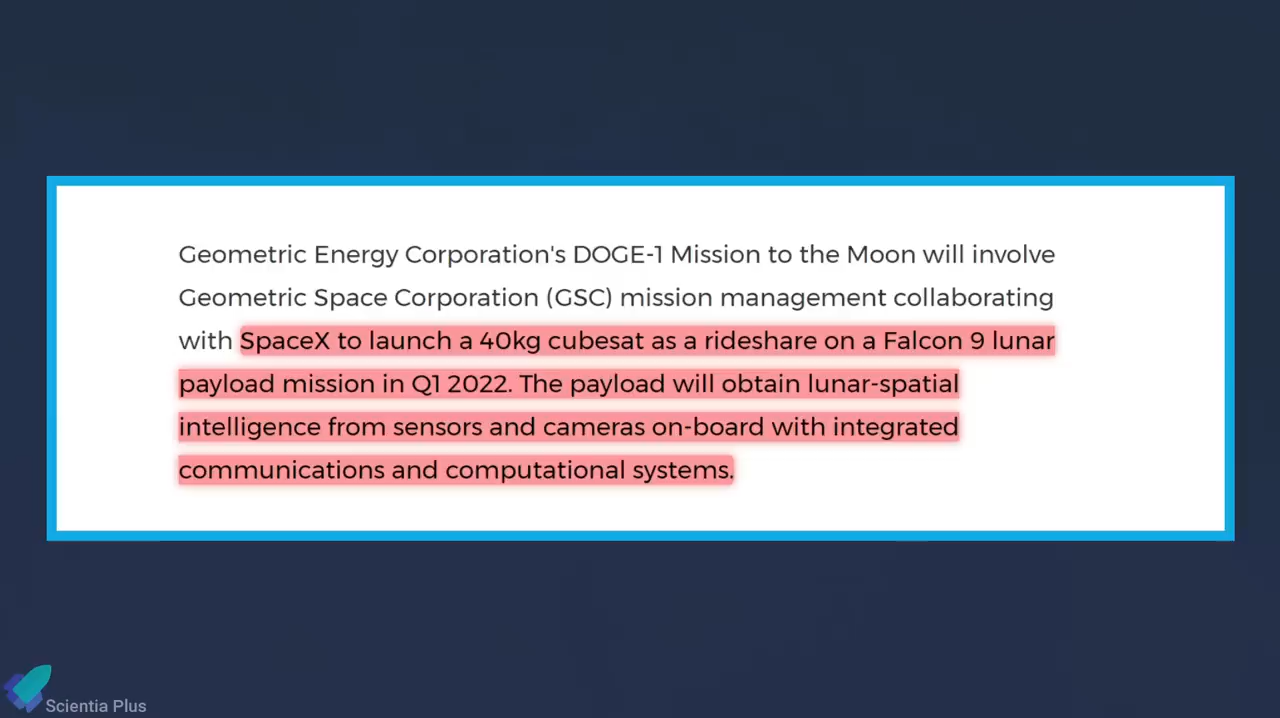 Geometric Energy Corporation's DOGE-1 Mission to the Moon will involve
Geometric Space Corporation (GSC) mission management collaborating
with SpaceX to launch a 40kg cubesat as a rideshare on a Falcon 9 lunar
payload mission in Q1 2022. The payload will obtain lunar-spatial
intelligence from sensors and cameras on-board with integrated
communications and computational systems.
Scientia Plus